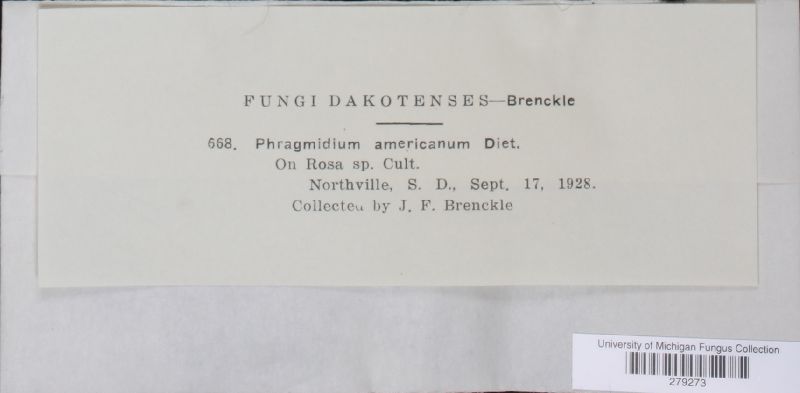 FUNGI DAKOTENSES—Brenckle
668. Phragmidium americanum Diet.
On Rosa sp. Cult.
Northville, S. D., Sept. 17, 1928.
Collected by J. F. Brenckle
University of Michigan Fungus Collection
279273